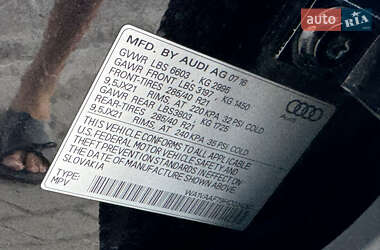 auto RIA.com
MFD. BY AUDI AG 07/16
GVWR LBS 6603 KG 2995
GAWR FRONT LBS 3197 KG 1450
FRONT-TIRES 285/40 R21
9,5JX21 RIMS, AT 220 KPA, 32 PSI COLD
GAWR REAR LBS3803 KG 1725
REAR-TIRES 285/40 R21
9,5JX21 RIMS, AT 240 KPA, 35 PSI COLD
THIS VEHICLE CONFORMS TO ALL APPLICABLE
U.S. FEDERAL MOTOR VEHICLE SAFETY AND
THEFT PREVENTION STANDARDS IN EFFECT ON
THE DATE OF MANUFACTURE SHOWN ABOVE.
SLOVAKIA
TYPE:
MPV
Audi